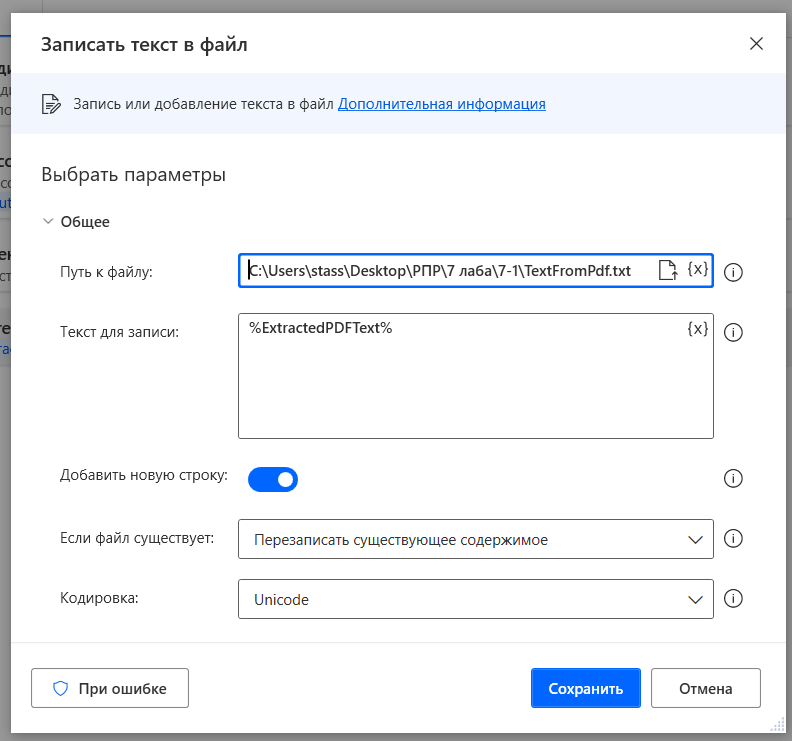 Записать текст в файл
Запись или добавление текста в файл Дополнительная информация
Выбрать параметры
Общее
Путь к файлу: C:\Users\stass\Desktop\РПР\7 лаба\7-1\TextFromPdf.txt {x}
Текст для записи: %ExtractedPDFText% {x}
Добавить новую строку:
Если файл существует: Перезаписать существующее содержимое
Кодировка: Unicode
При ошибке Сохранить Отмена